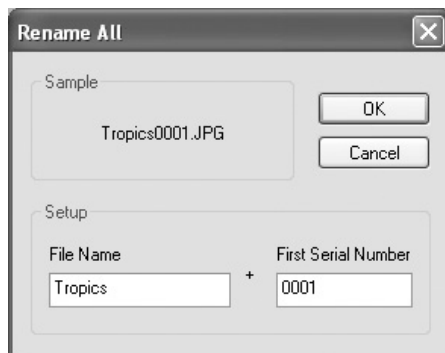 Rename All
Sample
Tropics0001.JPG
OK
Cancel
Setup
File Name
First Serial Number
Tropics
+
0001